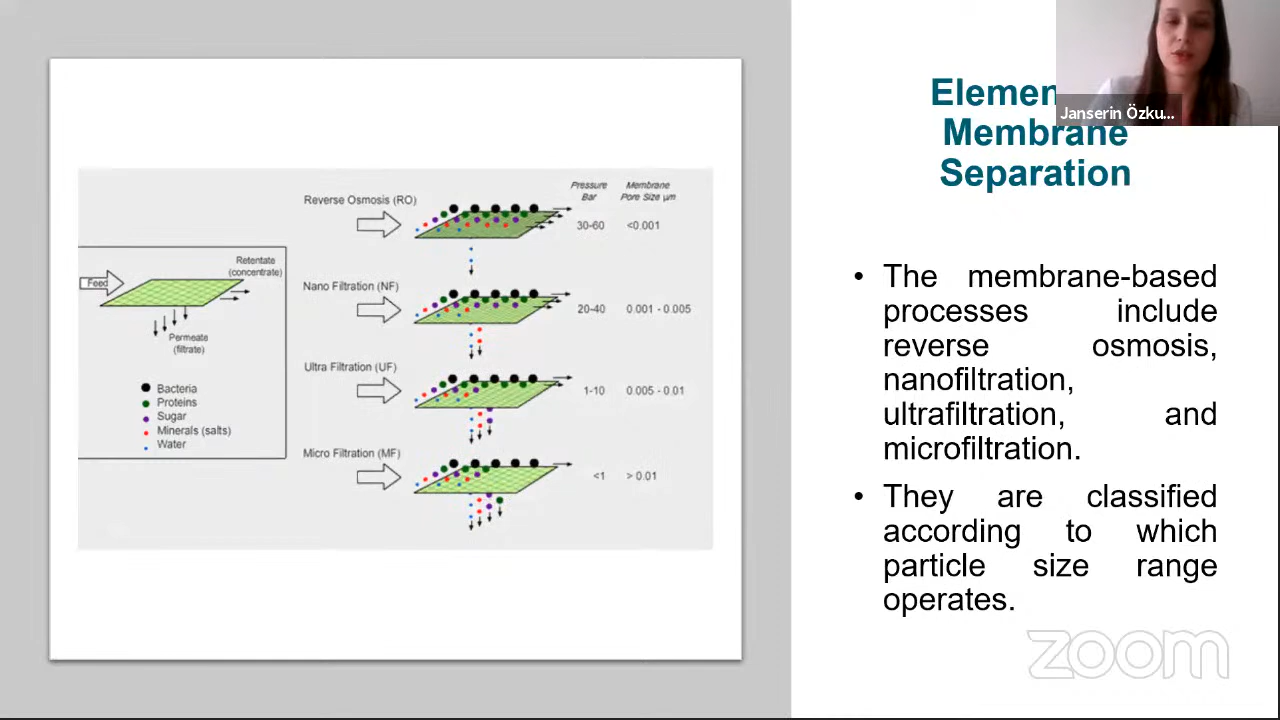 Pressure Bar
Membrane Pore Size µm
Reverse Osmosis (RO)
30-60
<0.001
Retentate
(concentrate)
Feed
Permeate
(filtrate)
Bacteria
Proteins
Sugar
Minerals (salts)
Water
Nano Filtration (NF)
20-40
0.001 - 0.005
Ultra Filtration (UF)
1-10
0.005 - 0.01
Micro Filtration (MF)
<1
> 0.01
Janserin Özku...
Membrane
Separation
• The membrane-based
processes include
reverse osmosis,
nanofiltration,
ultrafiltration, and
microfiltration.
• They are classified
according to which
particle size range
operates.
zoom